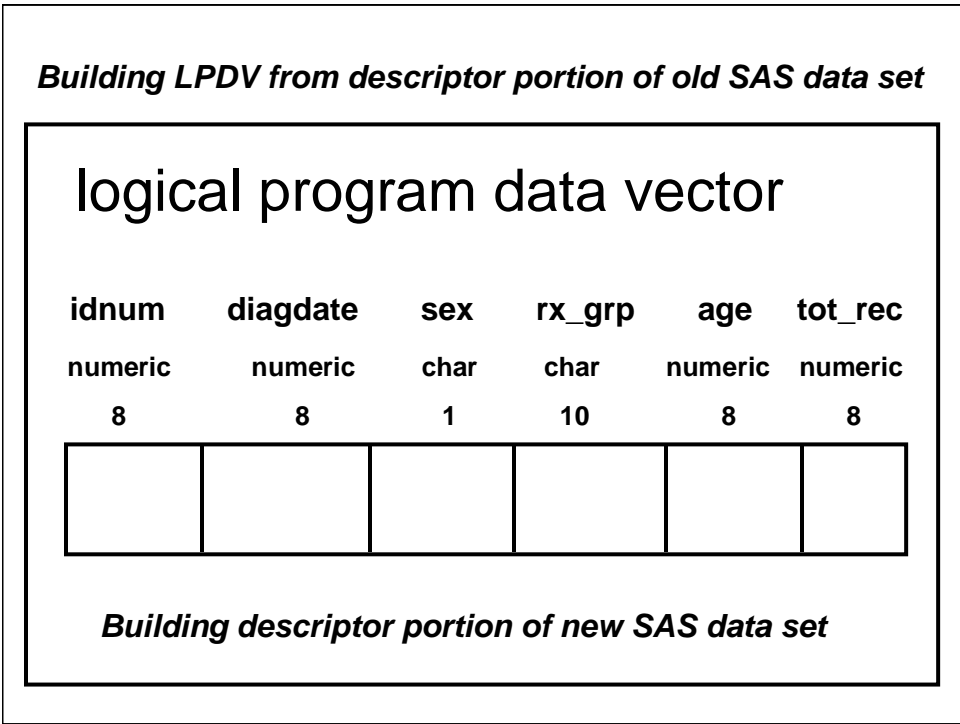 Building LPDV from descriptor portion of old SAS data set
logical program data vector
idnum diagdate sex rx_grp age tot_rec
numeric numeric char char numeric numeric
8 8 1 10 8 8
Building descriptor portion of new SAS data set